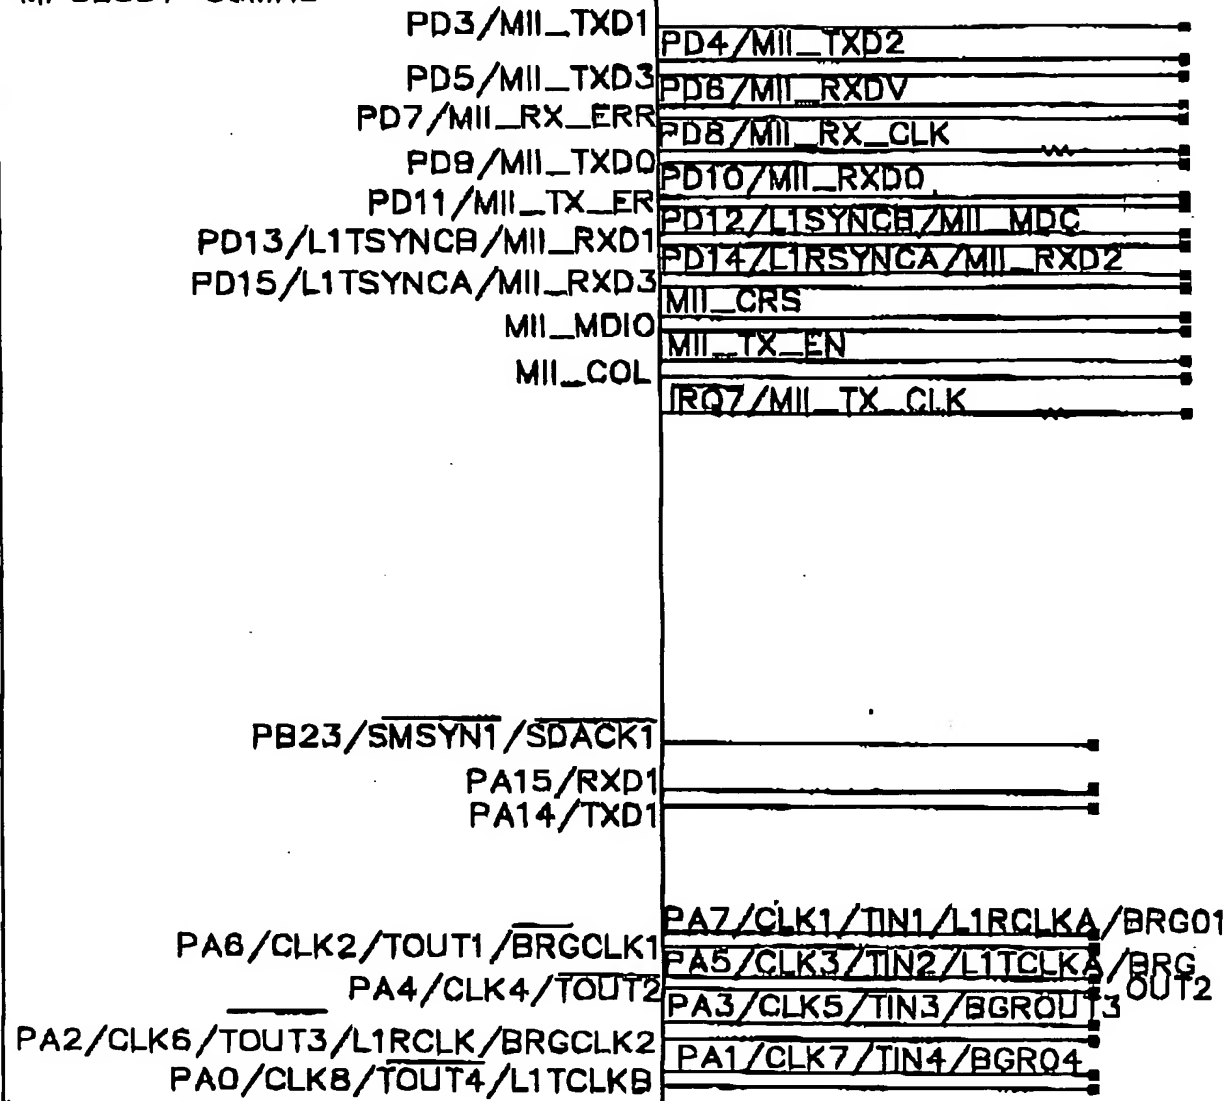 PD3/MII_TXD1
PD4/MII_TXD2
PD5/MII_TXD3
PD6/MII_RXDV
PD7/MII_RX_ERR
PD8/MII_RX_CLK
PD9/MII_TXD0
PD10/MII_RXD0
PD11/MII_TX_ER
PD12/L1SYNCB/MII_MDC
PD13/L1TSYNCB/MII_RXD1
PD14/L1RSYNCA/MII_RXD2
PD15/L1TSYNCA/MII_RXD3
MII_CRS
MII_MDIO
MII_TX_EN
MII_COL
IRQ7/MII_TX_CLK
PB23/SMSYN1/SDACK1
PA15/RXD1
PA14/TXD1
PA7/CLK1/TIN1/L1RCLKA/BRGO1
PA6/CLK2/TOUT1/BRGCLK1
PA5/CLK3/TIN2/L1TCLKA/BRG
OUT2
PA4/CLK4/TOUT2
PA3/CLK5/TIN3/BGROUT3
PA2/CLK6/TOUT3/L1RCLK/BRGCLK2
PA1/CLK7/TIN4/BGRO4
PA0/CLK8/TOUT4/L1TCLKB